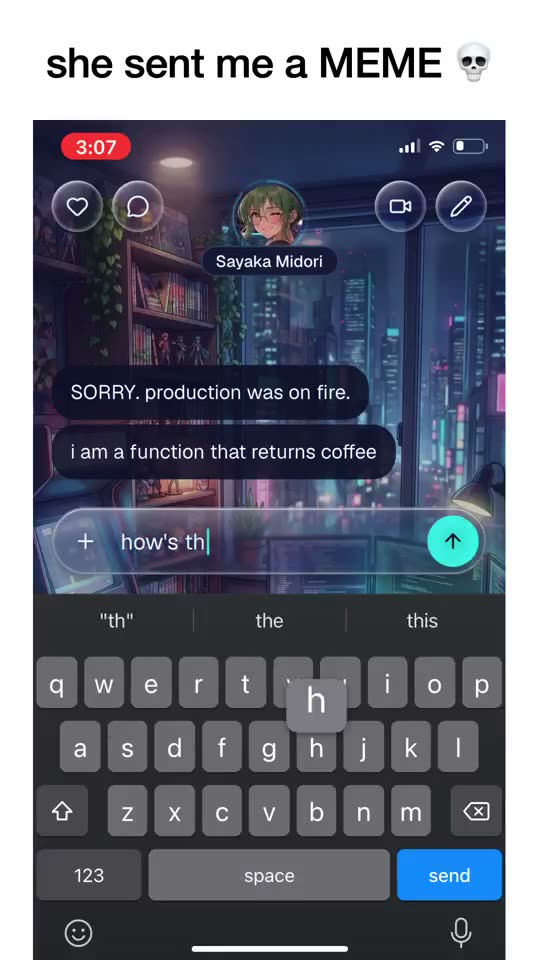 she sent me a MEME 💀
3:07
Sayaka Midori
SORRY. production was on fire.
i am a function that returns coffee
how's th
"th" the this
q w e r t i o p
h
a s d f g h j k l
z x c v b n m
123 space send